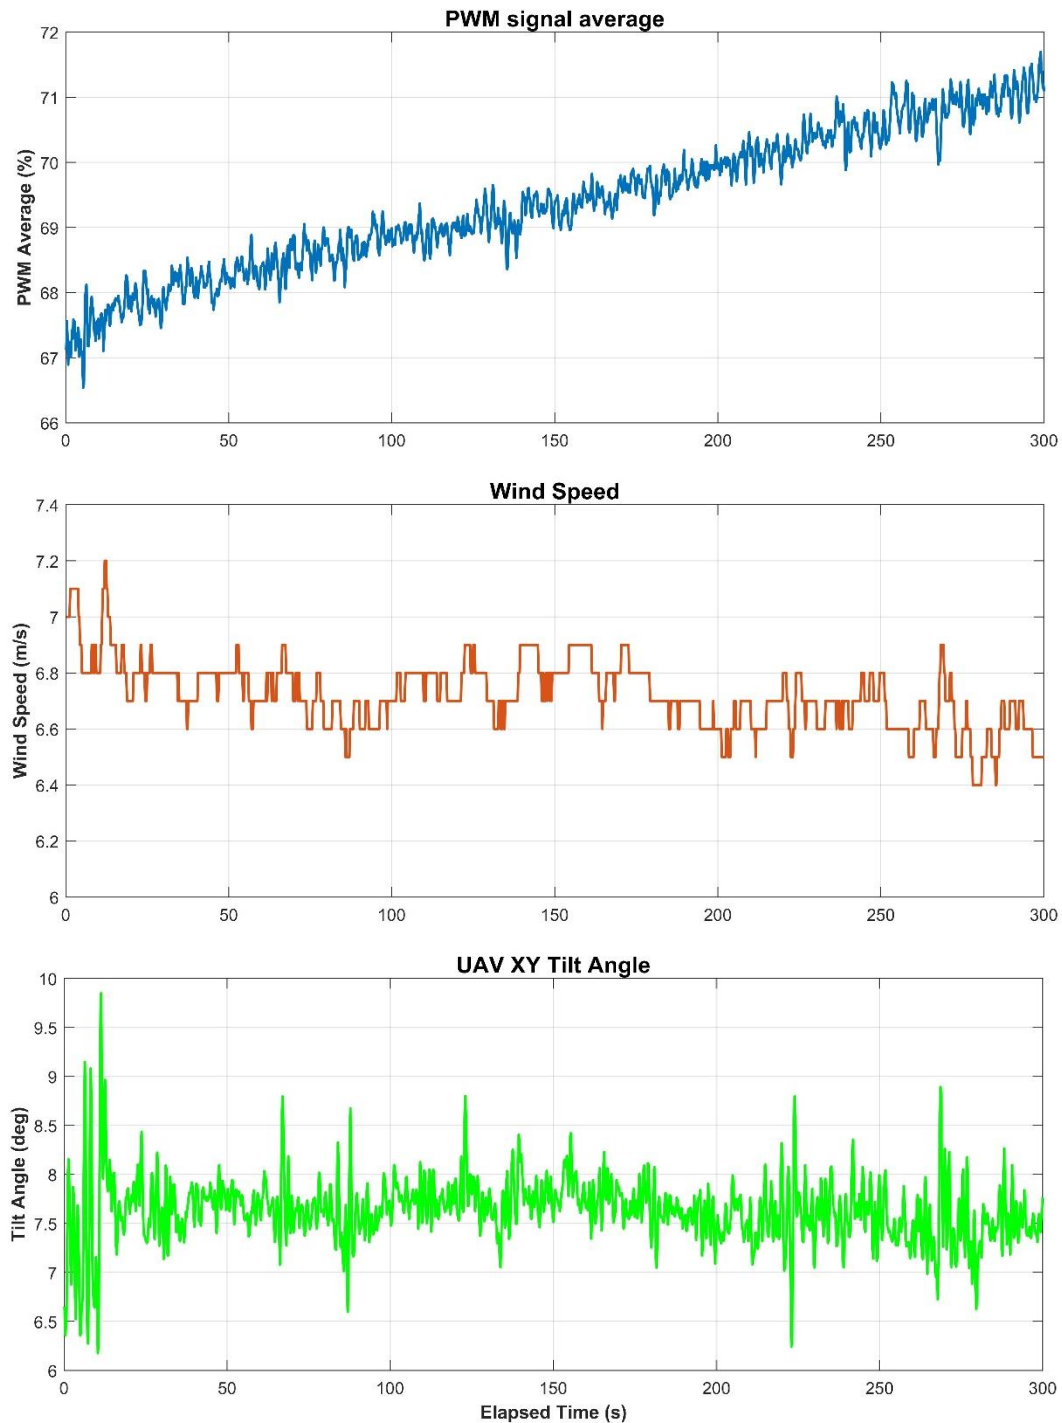 PWM signal average
72
71
70
69
68
67
66
PWM Average (%)
0 50 100 150 200 250 300
Wind Speed
7.4
7.2
7
6.8
6.6
6.4
6.2
6
Wind Speed (m/s)
0 50 100 150 200 250 300
UAV XY Tilt Angle
10
9.5
9
8.5
8
7.5
7
6.5
6
Tilt Angle (deg)
0 50 100 150 200 250 300
Elapsed Time (s)